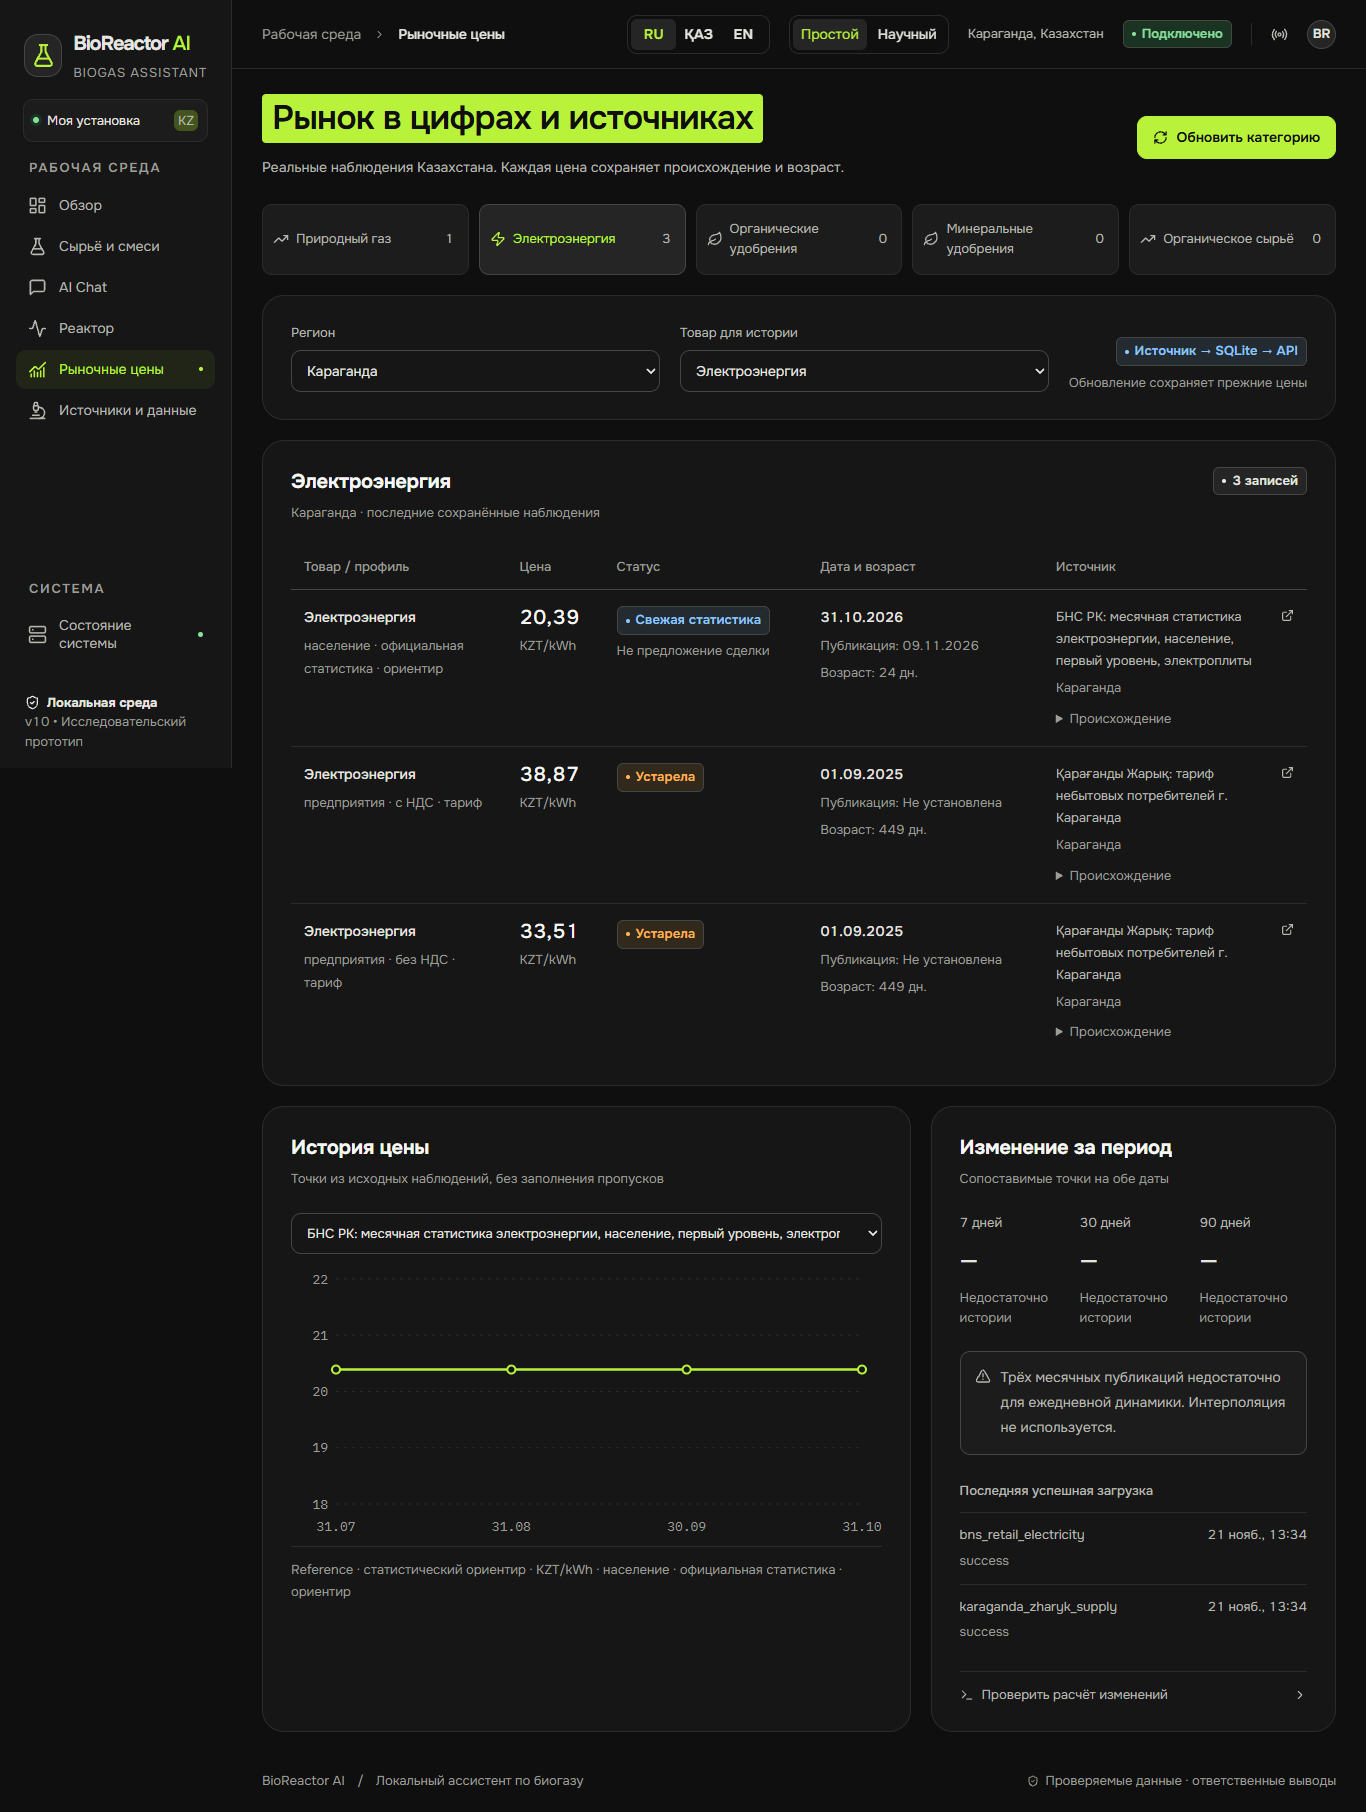 BioReactor AI
BIOGAS ASSISTANT
Моя установка KZ
РАБОЧАЯ СРЕДА
Обзор
Сырьё и смеси
AI Chat
Реактор
Рыночные цены
Источники и данные
СИСТЕМА
Состояние
системы
Локальная среда
v10 • Исследовательский
прототип
Рабочая среда › Рыночные цены
RU ҚАЗ EN
Простой Научный
Караганда, Казахстан
Подключено
BR
Рынок в цифрах и источниках
Реальные наблюдения Казахстана. Каждая цена сохраняет происхождение и возраст.
Обновить категорию
Природный газ 1
Электроэнергия 3
Органические
удобрения 0
Минеральные
удобрения 0
Органическое сырьё 0
Регион
Караганда
Товар для истории
Электроэнергия
Источник → SQLite → API
Обновление сохраняет прежние цены
Электроэнергия
3 записей
Караганда · последние сохранённые наблюдения
Товар / профиль Цена Статус Дата и возраст Источник
Электроэнергия
население · официальная
статистика · ориентир
20,39
KZT/kWh
Свежая статистика
Не предложение сделки
31.10.2026
Публикация: 09.11.2026
Возраст: 24 дн.
БНС РК: месячная статистика
электроэнергии, население,
первый уровень, электроплиты
Караганда
Происхождение
Электроэнергия
предприятия · с НДС · тариф
38,87
KZT/kWh
Устарела
01.09.2025
Публикация: Не установлена
Возраст: 449 дн.
Қарағанды Жарық: тариф
небытовых потребителей г.
Караганда
Караганда
Происхождение
Электроэнергия
предприятия · без НДС ·
тариф
33,51
KZT/kWh
Устарела
01.09.2025
Публикация: Не установлена
Возраст: 449 дн.
Қарағанды Жарық: тариф
небытовых потребителей г.
Караганда
Караганда
Происхождение
История цены
Точки из исходных наблюдений, без заполнения пропусков
БНС РК: месячная статистика электроэнергии, население, первый уровень, электроп
22
21
20
19
18
31.07 31.08 30.09 31.10
Reference · статистический ориентир · KZT/kWh · население · официальная статистика ·
ориентир
Изменение за период
Сопоставимые точки на обе даты
7 дней 30 дней 90 дней
— — —
Недостаточно
истории
Недостаточно
истории
Недостаточно
истории
Трёх месячных публикаций недостаточно
для ежедневной динамики. Интерполяция
не используется.
Последняя успешная загрузка
bns_retail_electricity 21 нояб., 13:34
success
karaganda_zharyk_supply 21 нояб., 13:34
success
Проверить расчёт изменений
BioReactor AI / Локальный ассистент по биогазу
Проверяемые данные · ответственные выводы